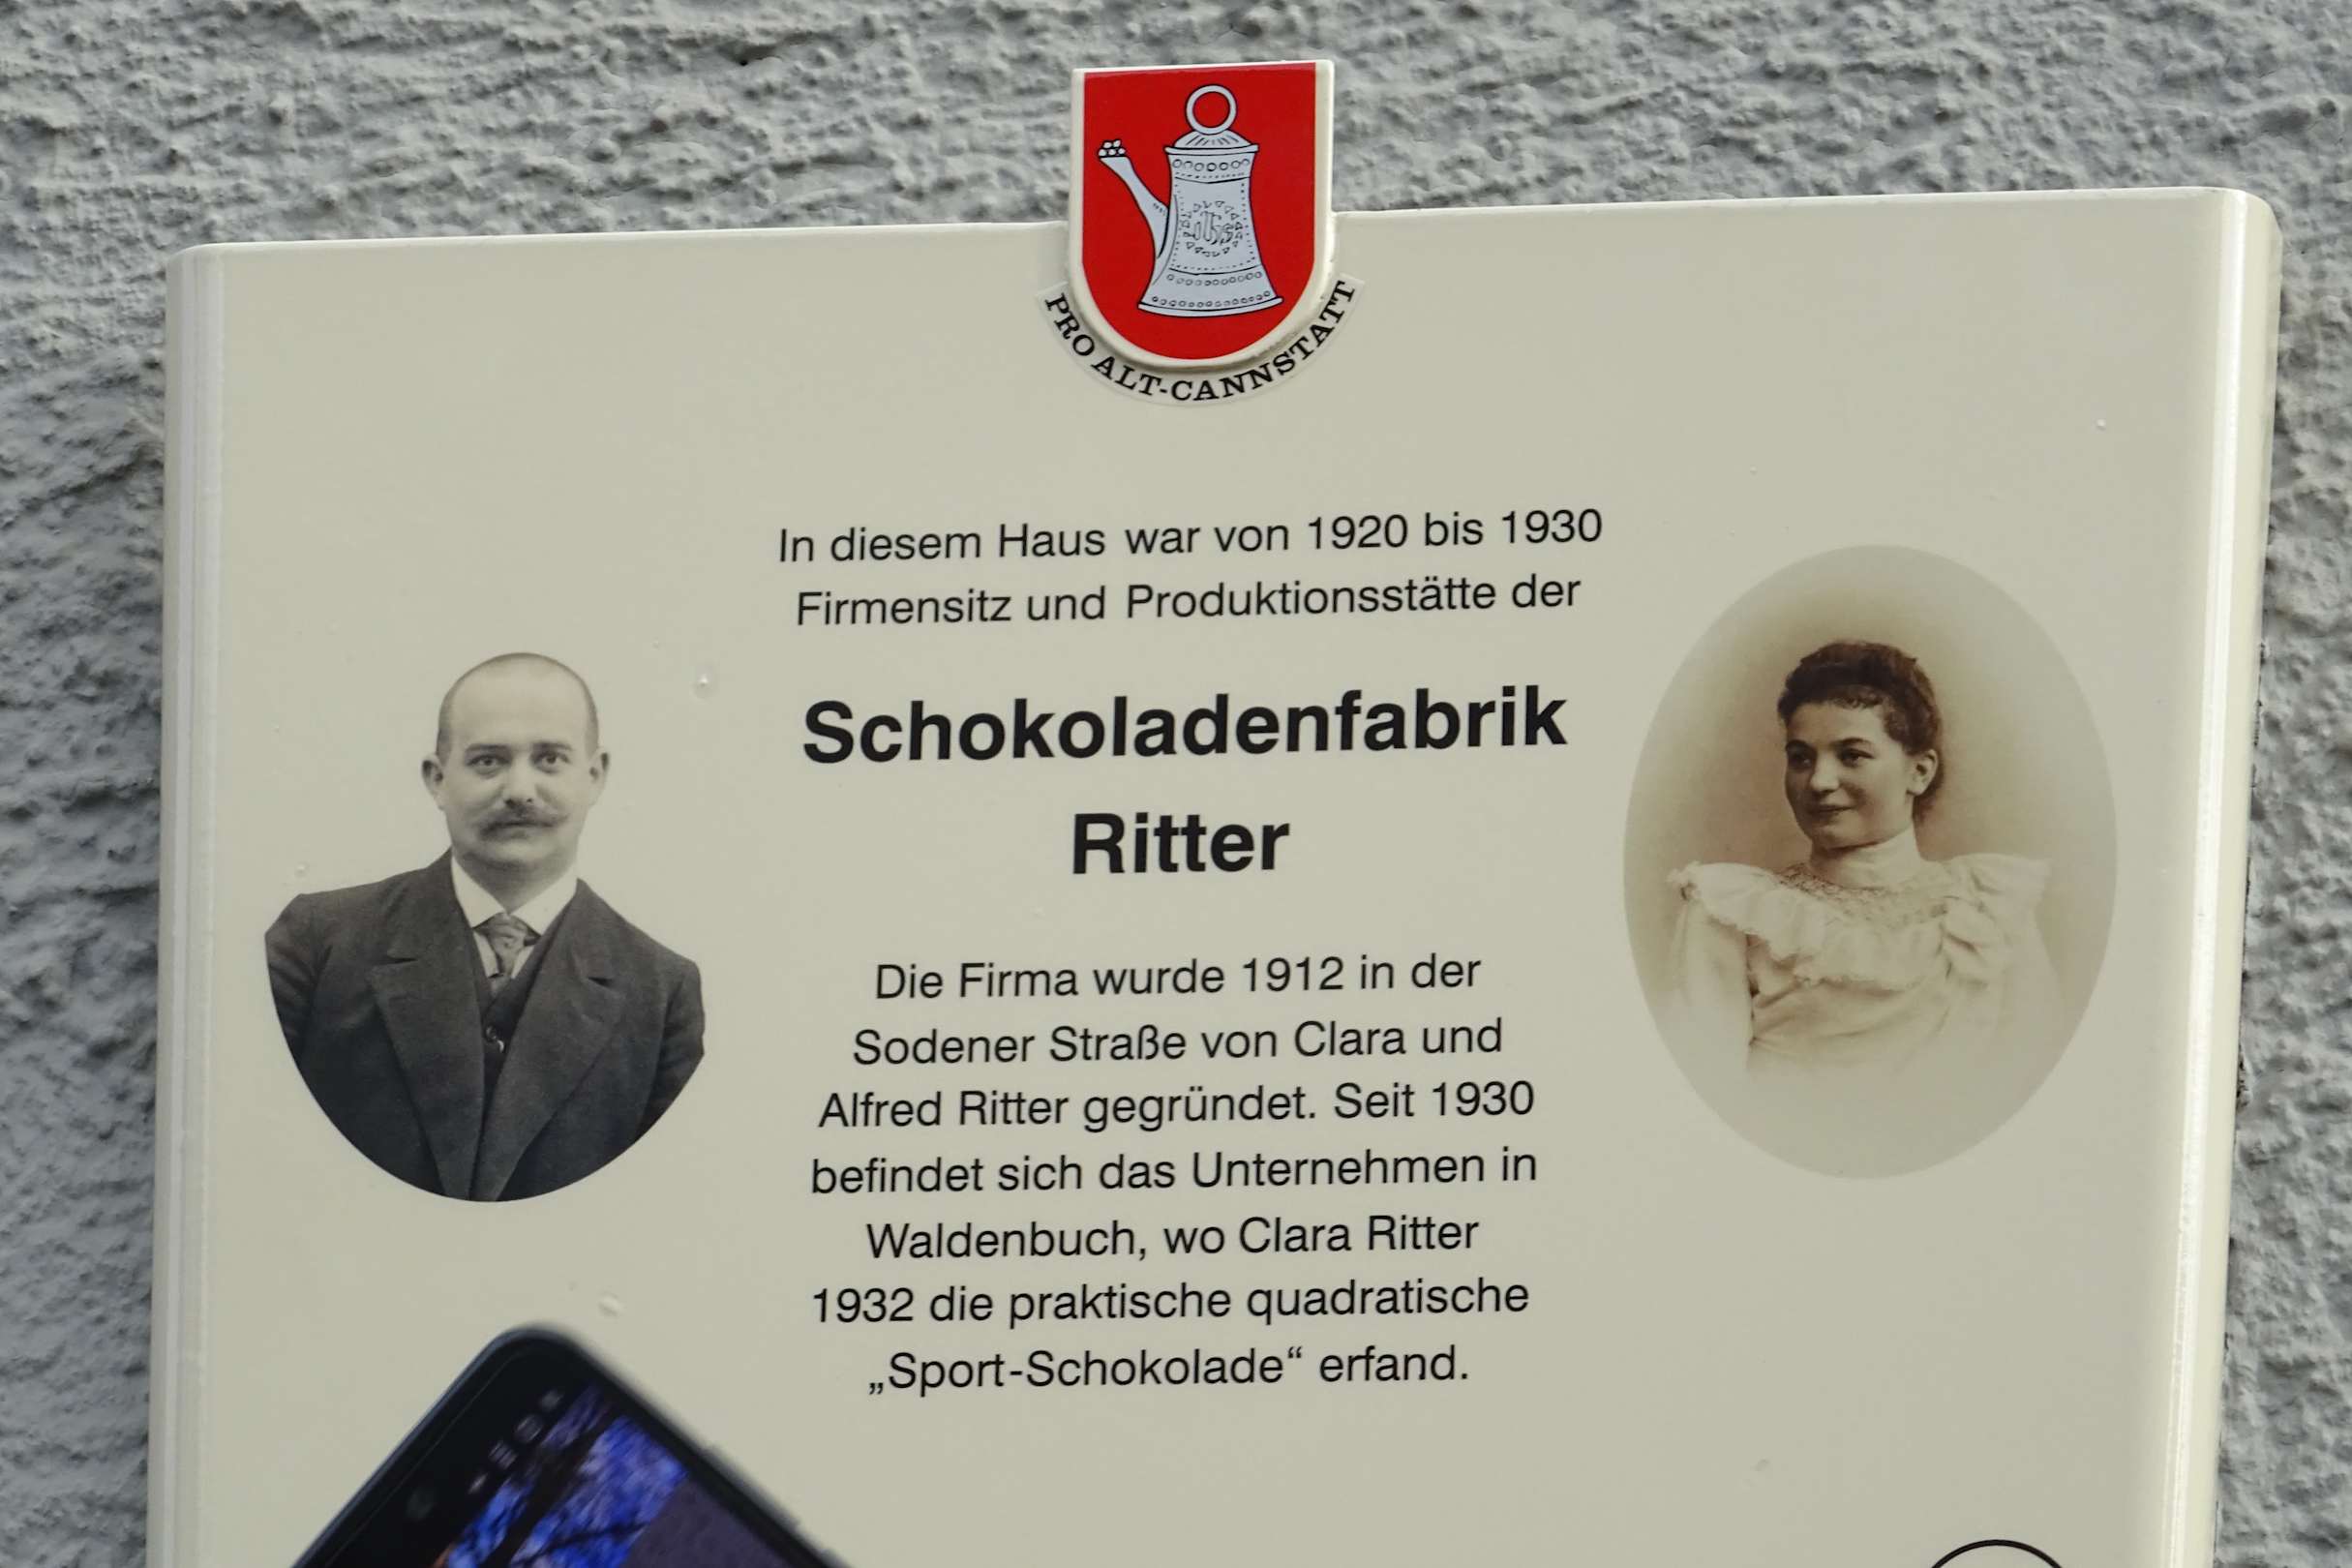 PRO ALT-CANNSTATT
In diesem Haus war von 1920 bis 1930
Firmensitz und Produktionsstätte der
Schokoladenfabrik
Ritter
Die Firma wurde 1912 in der
Sodener Straße von Clara und
Alfred Ritter gegründet. Seit 1930
befindet sich das Unternehmen in
Waldenbuch, wo Clara Ritter
1932 die praktische quadratische
„Sport-Schokolade“ erfand.